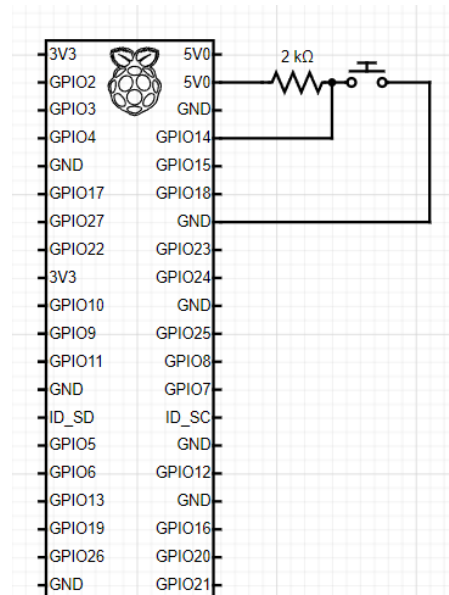 2 kΩ
3V3 5V0
GPIO2 5V0
GPIO3 GND
GPIO4 GPIO14
GND GPIO15
GPIO17 GPIO18
GPIO27 GND
GPIO22 GPIO23
3V3 GPIO24
GPIO10 GND
GPIO9 GPIO25
GPIO11 GPIO8
GND GPIO7
ID_SD ID_SC
GPIO5 GND
GPIO6 GPIO12
GPIO13 GND
GPIO19 GPIO16
GPIO26 GPIO20
GND GPIO21